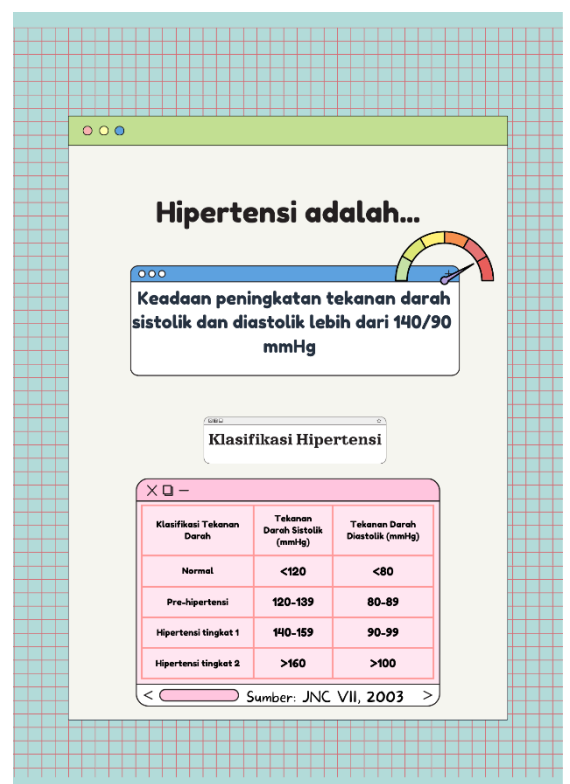 Hipertensi adalah...
Keadaan peningkatan tekanan darah
sistolik dan diastolik lebih dari 140/90
mmHg
Klasifikasi Hipertensi
Klasifikasi Tekanan
Darah
Tekanan
Darah Sistolik
(mmHg)
Tekanan Darah
Diastolik (mmHg)
Normal
<120
<80
Pre-hipertensi
120-139
80-89
Hipertensi tingkat 1
140-159
90-99
Hipertensi tingkat 2
>160
>100
Sumber: JNC VII, 2003